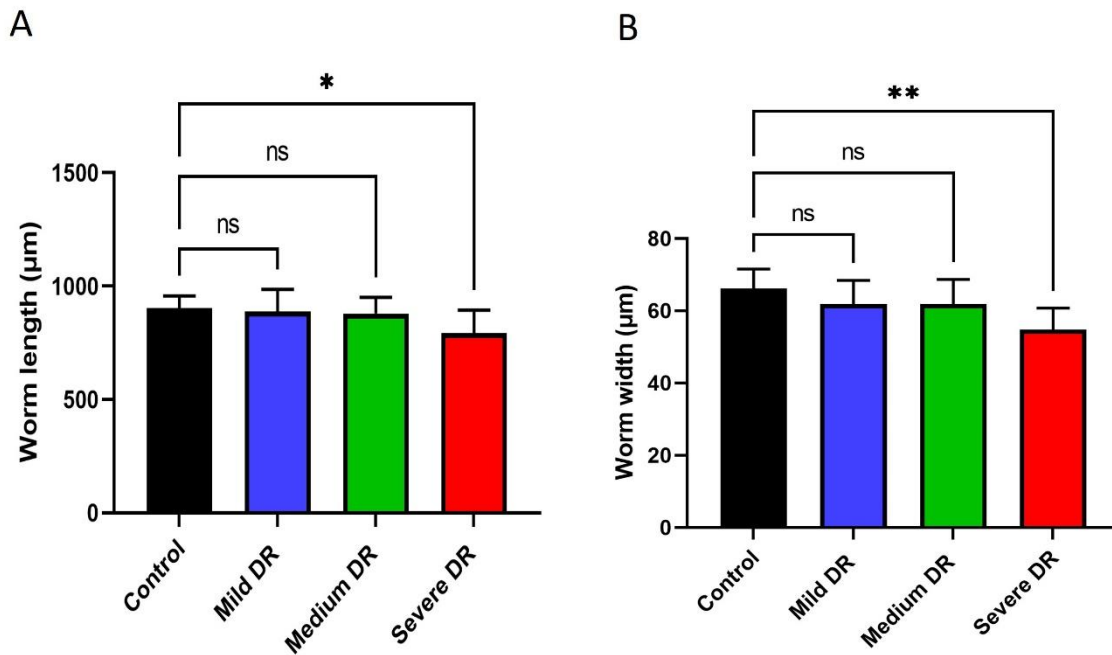 A
*
ns
ns
Worm length (μm)
1500
1000
500
0
Control
Mild DR
Medium DR
Severe DR
B
**
ns
ns
Worm width (μm)
80
60
40
20
0
Control
Mild DR
Medium DR
Severe DR